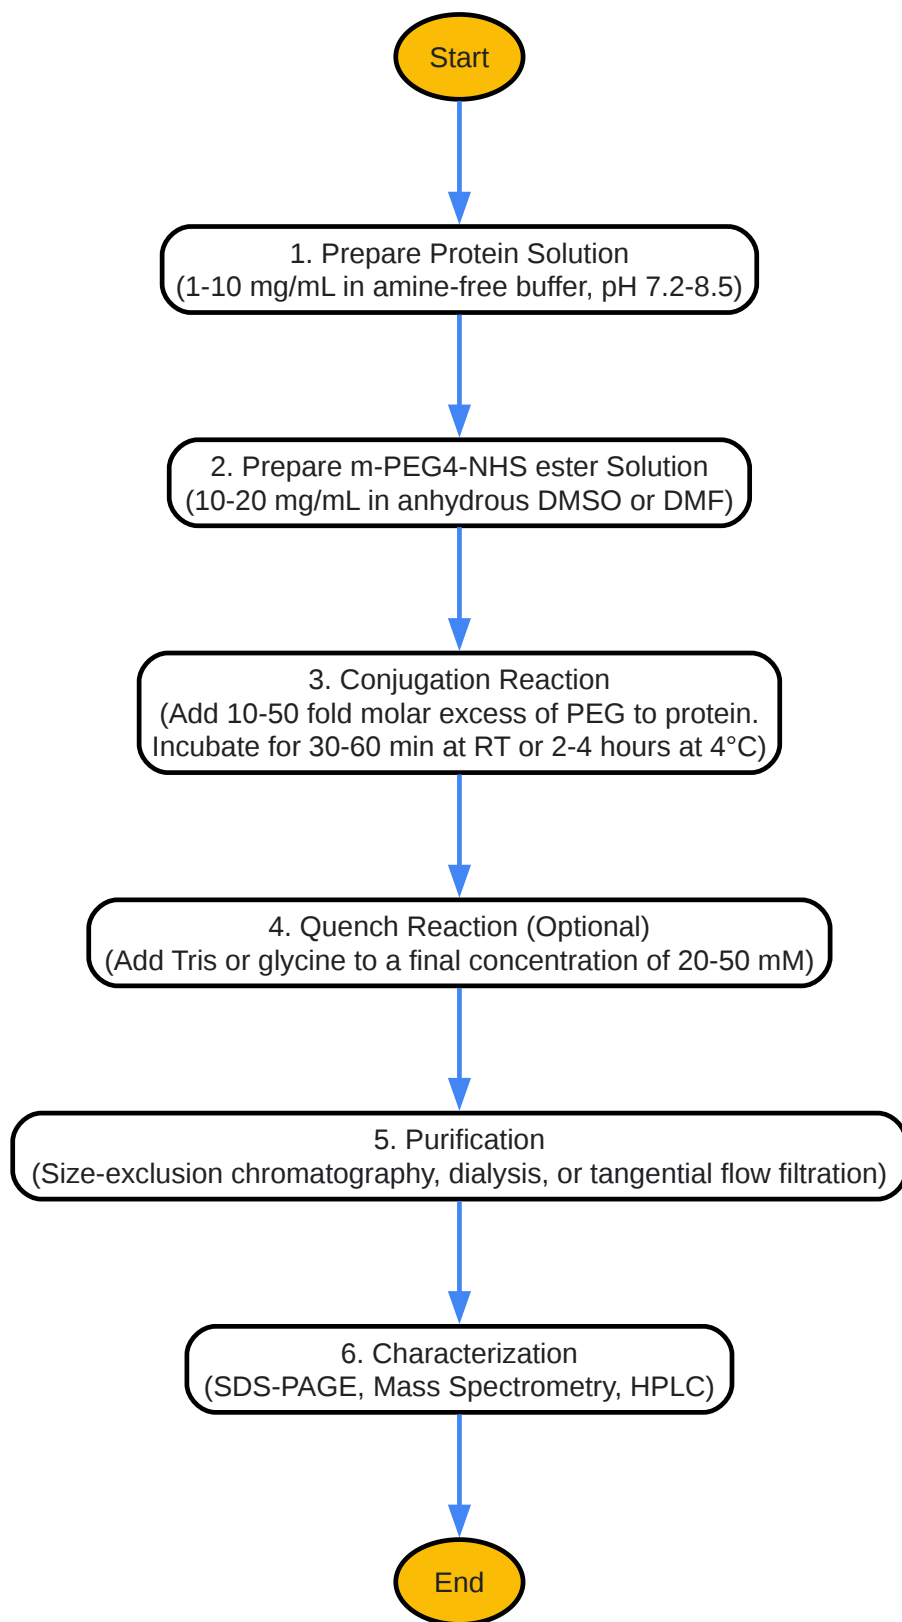 Start
1. Prepare Protein Solution
(1-10 mg/mL in amine-free buffer, pH 7.2-8.5)
2. Prepare m-PEG4-NHS ester Solution
(10-20 mg/mL in anhydrous DMSO or DMF)
3. Conjugation Reaction
(Add 10-50 fold molar excess of PEG to protein.
Incubate for 30-60 min at RT or 2-4 hours at 4°C)
4. Quench Reaction (Optional)
(Add Tris or glycine to a final concentration of 20-50 mM)
5. Purification
(Size-exclusion chromatography, dialysis, or tangential flow filtration)
6. Characterization
(SDS-PAGE, Mass Spectrometry, HPLC)
End